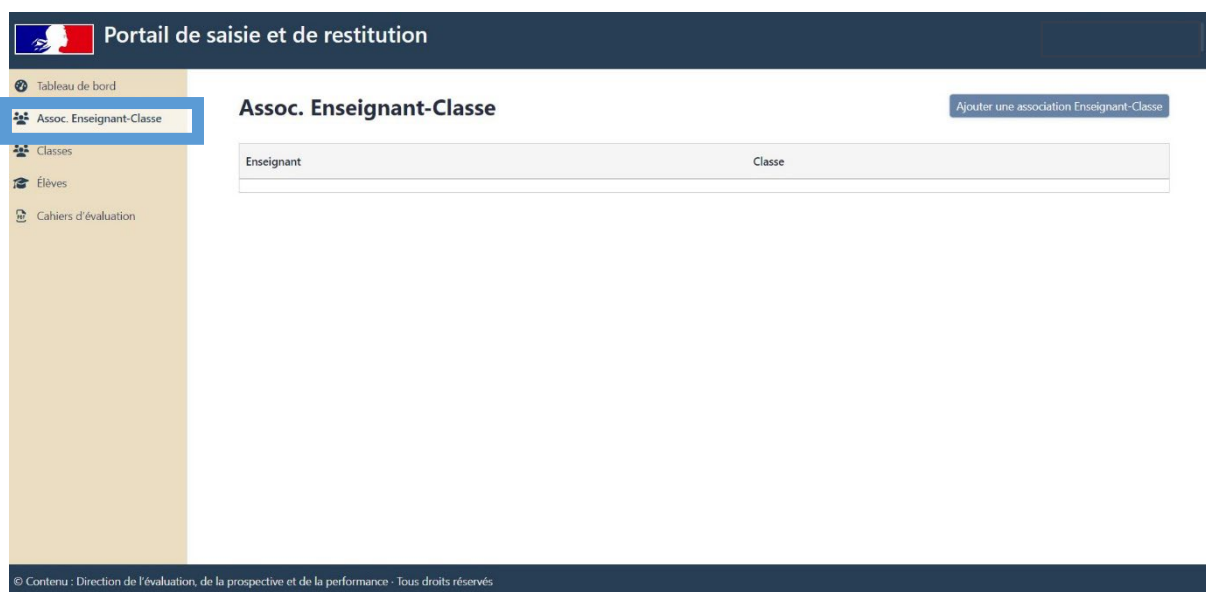 Portail de saisie et de restitution
Tableau de bord
Assoc. Enseignant-Classe
Classes
Élèves
Cahiers d'évaluation
Assoc. Enseignant-Classe
Ajouter une association Enseignant-Classe
Enseignant Classe
© Contenu : Direction de l'évaluation, de la prospective et de la performance · Tous droits réservés